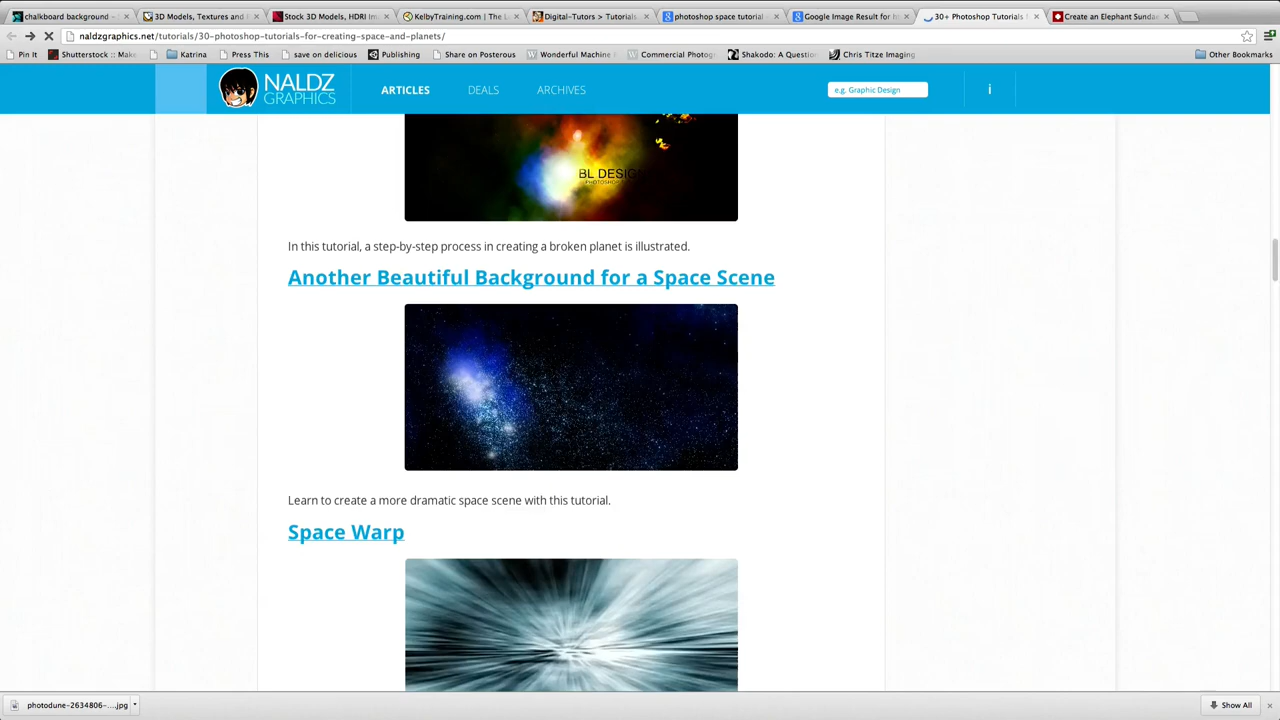 chalkboard background -
3D Models, Textures and
Stock 3D Models, HDRI Im
KelbyTraining.com | The L
Digital-Tutors > Tutorials
photoshop space tutorial
Google Image Result for h
30+ Photoshop Tutorials
Create an Elephant Sundae
naldzgraphics.net/tutorials/30-photoshop-tutorials-for-creating-space-and-planets/
Pin It
Shutterstock :: Make
Katrina
Press This
save on delicious
Publishing
Share on Posterous
Wonderful Machine
Commercial Photog
Shakodo: A Questio
Chris Titze Imaging
Other Bookmarks
NALDZ
GRAPHICS
ARTICLES
DEALS
ARCHIVES
e.g. Graphic Design
i
BL DESIG
In this tutorial, a step-by-step process in creating a broken planet is illustrated.
Another Beautiful Background for a Space Scene
Learn to create a more dramatic space scene with this tutorial.
Space Warp
photodune-2634806-....jpg
Show All